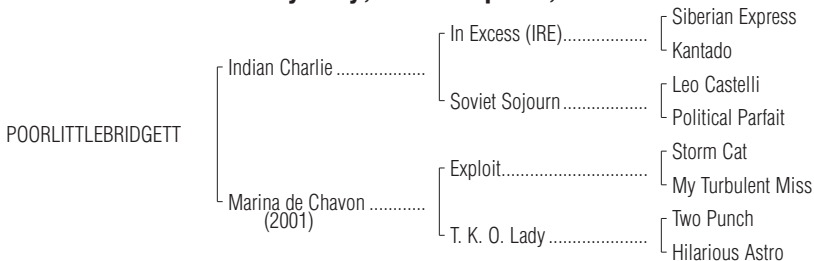 Siberian Express
In Excess (IRE)..................
Kantado
Indian Charlie ...................
Leo Castelli
Soviet Sojourn..................
Political Parfait
POORLITTLEBRIDGETT
Storm Cat
Exploit...............................
My Turbulent Miss
Marina de Chavon ............
(2001)
Two Punch
T. K. O. Lady .....................
Hilarious Astro